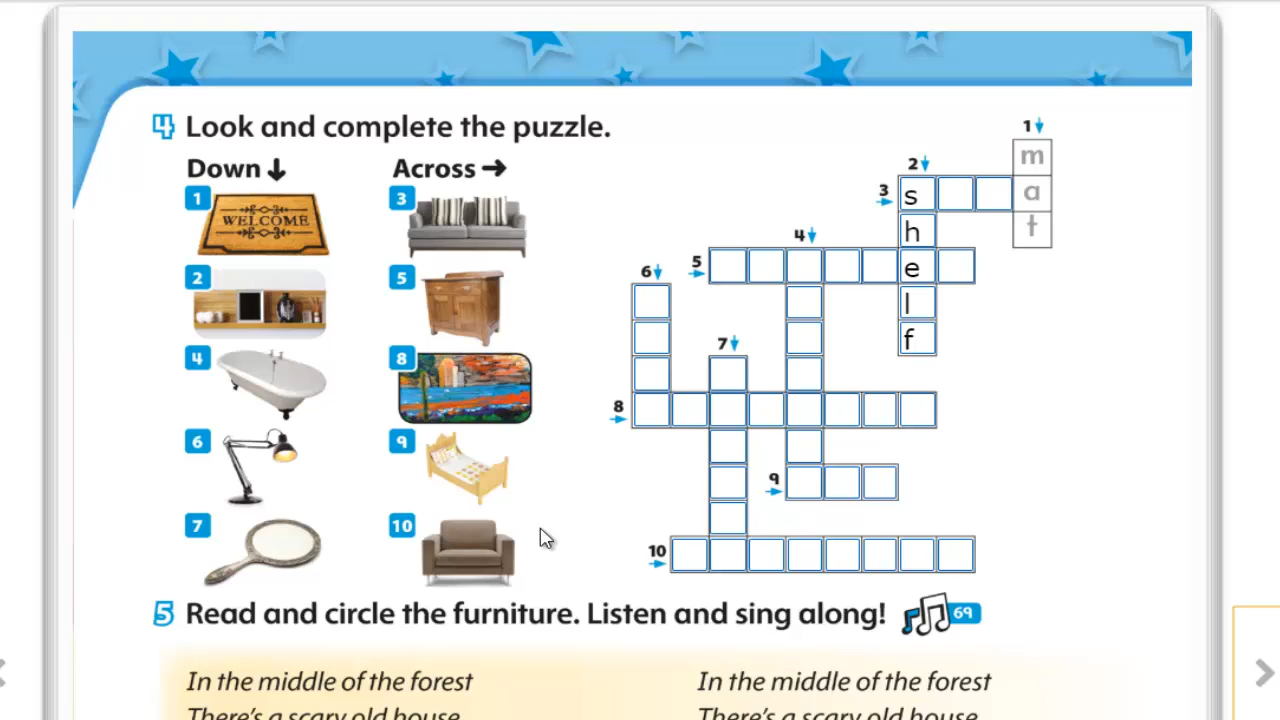 4 Look and complete the puzzle.
Down Across
1 WELCOME
2
4
6
7
3
5
8
9
10
1
m
a
t
2
s
h
e
l
f
3
4
5
6
7
8
9
10
5 Read and circle the furniture. Listen and sing along! 69
In the middle of the forest
There's a scary old house
In the middle of the forest
There's a scary old house